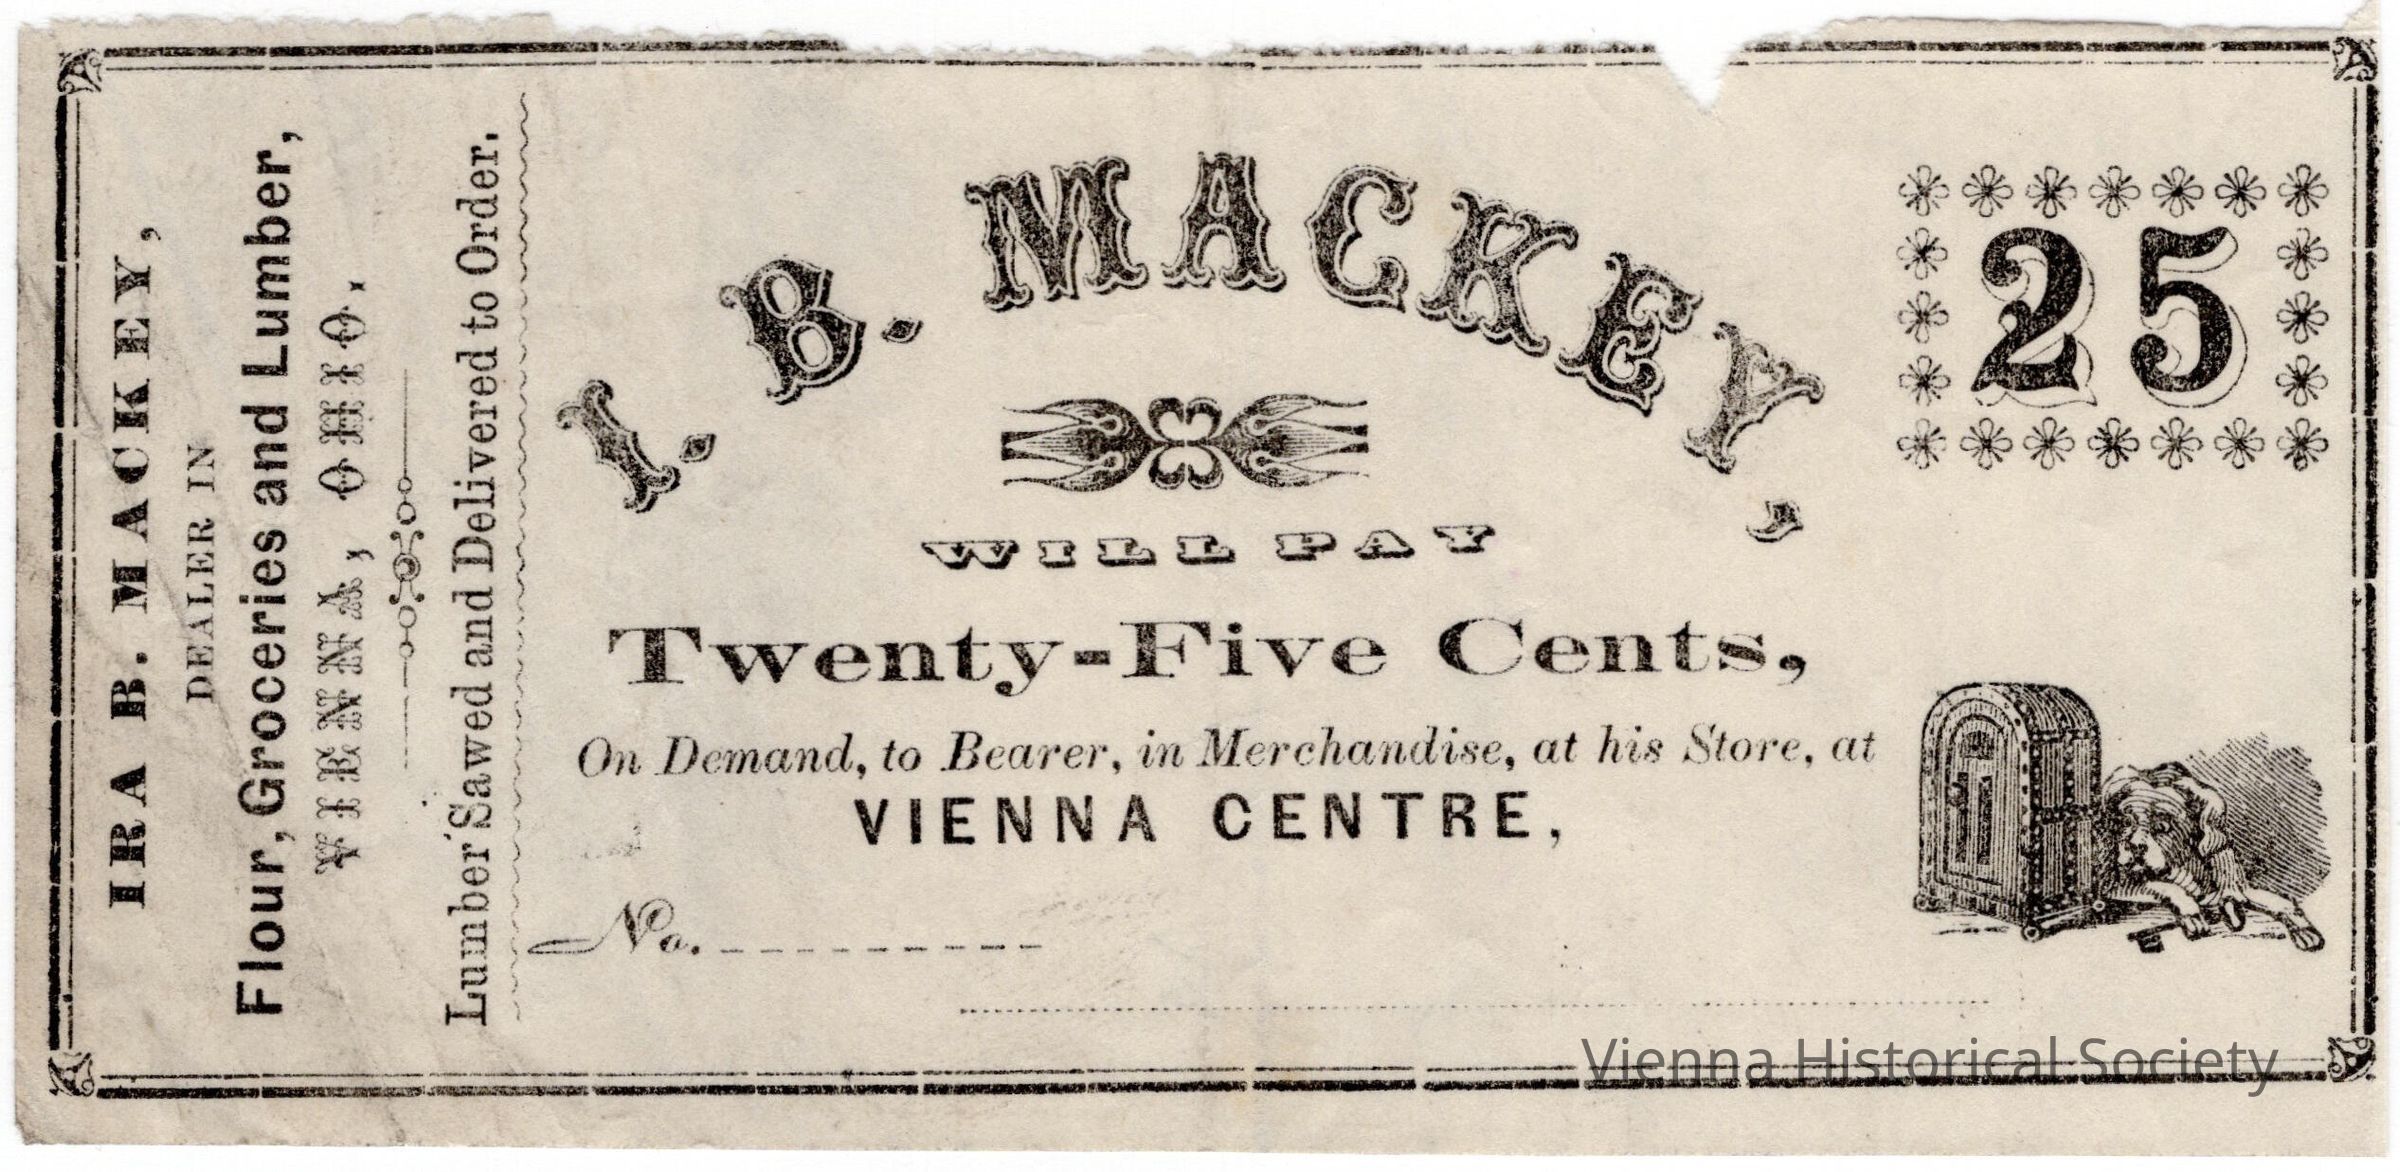 IRA B. MACKEY,
DEALER IN
Flour, Groceries and Lumber,
VIENNA, OHIO.
Lumber Sawed and Delivered to Order.
I. B. MACKEY,
25
WILL PAY
Twenty-Five Cents,
On Demand, to Bearer, in Merchandise, at his Store, at
VIENNA CENTRE,
No.
Vienna Historical Society